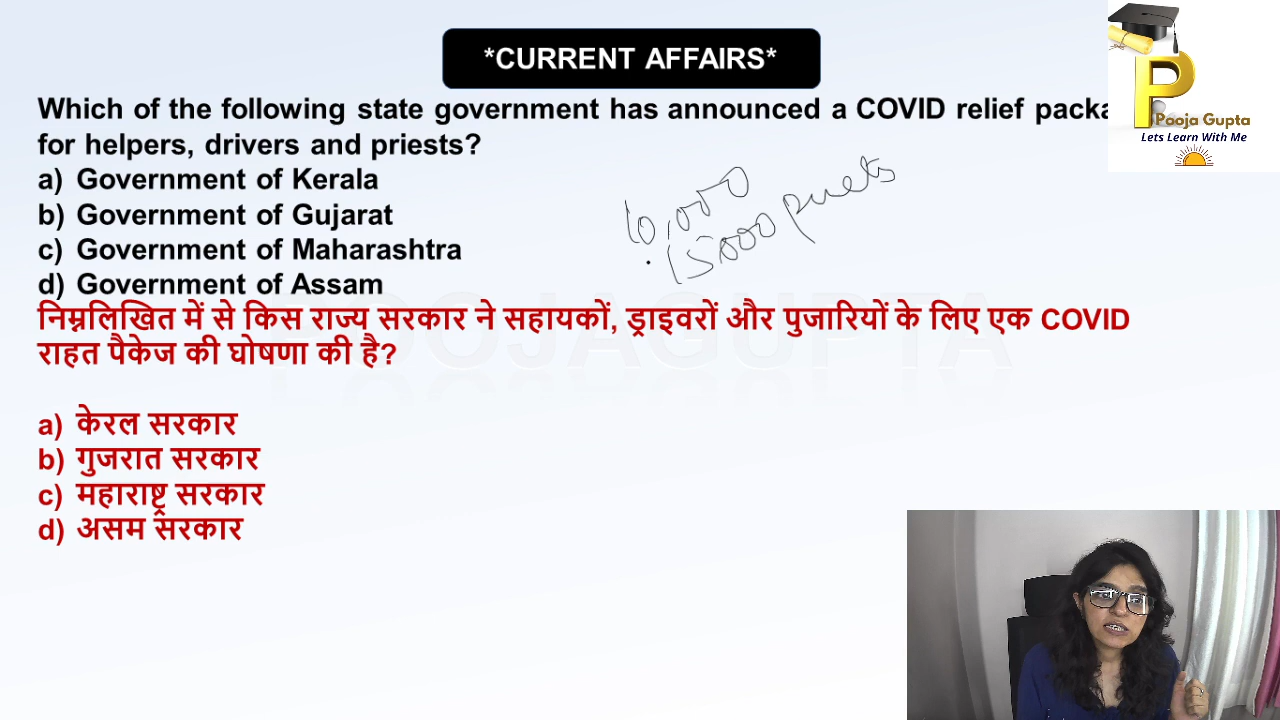 *CURRENT AFFAIRS*
Which of the following state government has announced a COVID relief packa
for helpers, drivers and priests?
a) Government of Kerala
b) Government of Gujarat
c) Government of Maharashtra
d) Government of Assam
निम्नलिखित में से किस राज्य सरकार ने सहायकों, ड्राइवरों और पुजारियों के लिए एक COVID
राहत पैकेज की घोषणा की है?
a) केरल सरकार
b) गुजरात सरकार
c) महाराष्ट्र सरकार
d) असम सरकार
10,000
15000
POOJAGUPTA
P
Pooja Gupta
Lets Learn With Me